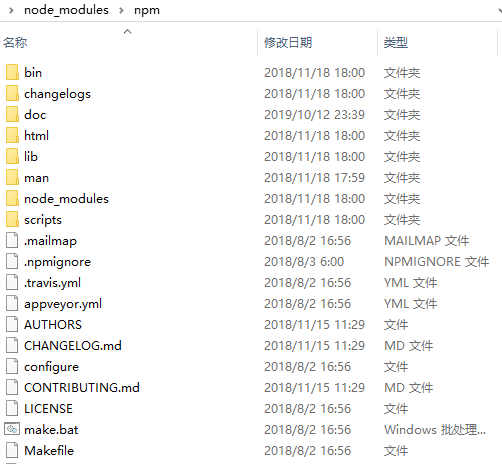 node_modules > npm
名称 修改日期 类型
bin 2018/11/18 18:00 文件夹
changelogs 2018/11/18 18:00 文件夹
doc 2019/10/12 23:39 文件夹
html 2018/11/18 18:00 文件夹
lib 2018/11/18 18:00 文件夹
man 2018/11/18 17:59 文件夹
node_modules 2018/11/18 18:00 文件夹
scripts 2018/11/18 18:00 文件夹
.mailmap 2018/8/2 16:56 MAILMAP 文件
.npmignore 2018/8/3 6:00 NPMIGNORE 文件
.travis.yml 2018/8/2 16:56 YML 文件
appveyor.yml 2018/8/2 16:56 YML 文件
AUTHORS 2018/11/15 11:29 文件
CHANGELOG.md 2018/11/15 11:29 MD 文件
configure 2018/8/2 16:56 文件
CONTRIBUTING.md 2018/11/15 11:29 MD 文件
LICENSE 2018/8/2 16:56 文件
make.bat 2018/8/2 16:56 Windows 批处理...
Makefile 2018/8/2 16:56 文件